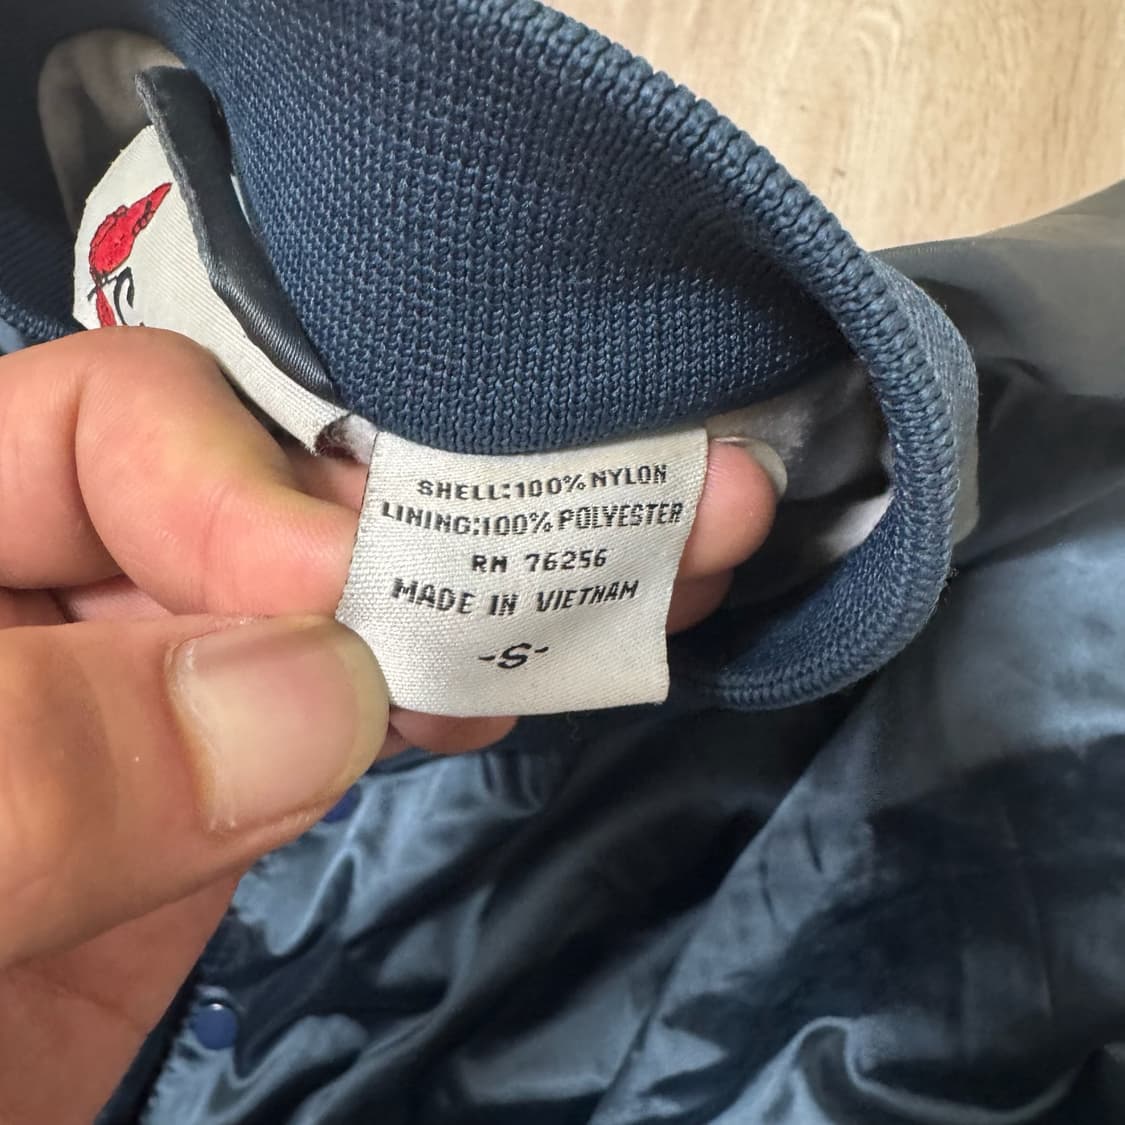 SHELL:100% NYLON
LINING:100% POLYESTER
RN 76256
MADE IN VIETNAM
-S-